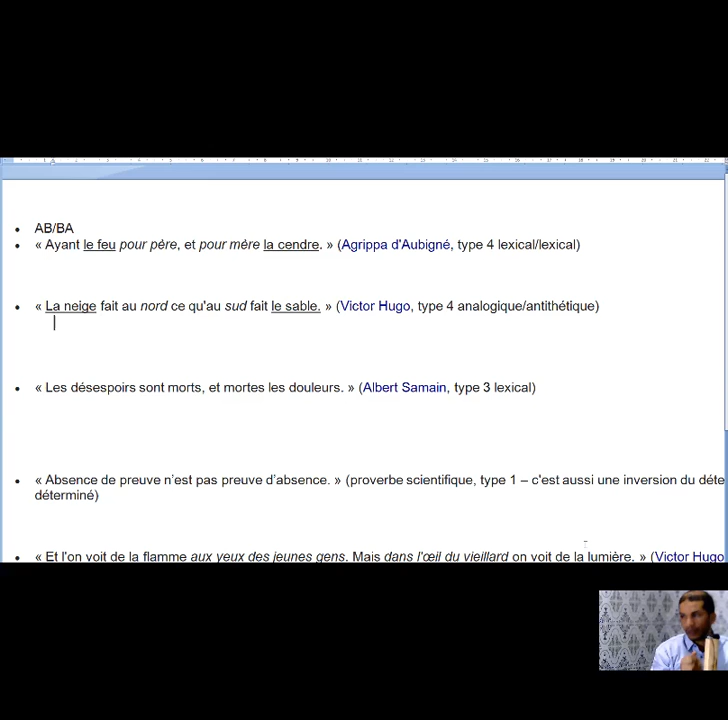 AB/BA
« Ayant le feu pour père, et pour mère la cendre. » (Agrippa d'Aubigné, type 4 lexical/lexical)
« La neige fait au nord ce qu'au sud fait le sable. » (Victor Hugo, type 4 analogique/antithétique)
« Les désespoirs sont morts, et mortes les douleurs. » (Albert Samain, type 3 lexical)
« Absence de preuve n'est pas preuve d'absence. » (proverbe scientifique, type 1 – c'est aussi une inversion du déte
déterminé)
« Et l'on voit de la flamme aux yeux des jeunes gens. Mais dans l'œil du vieillard on voit de la lumière. » (Victor Hugo